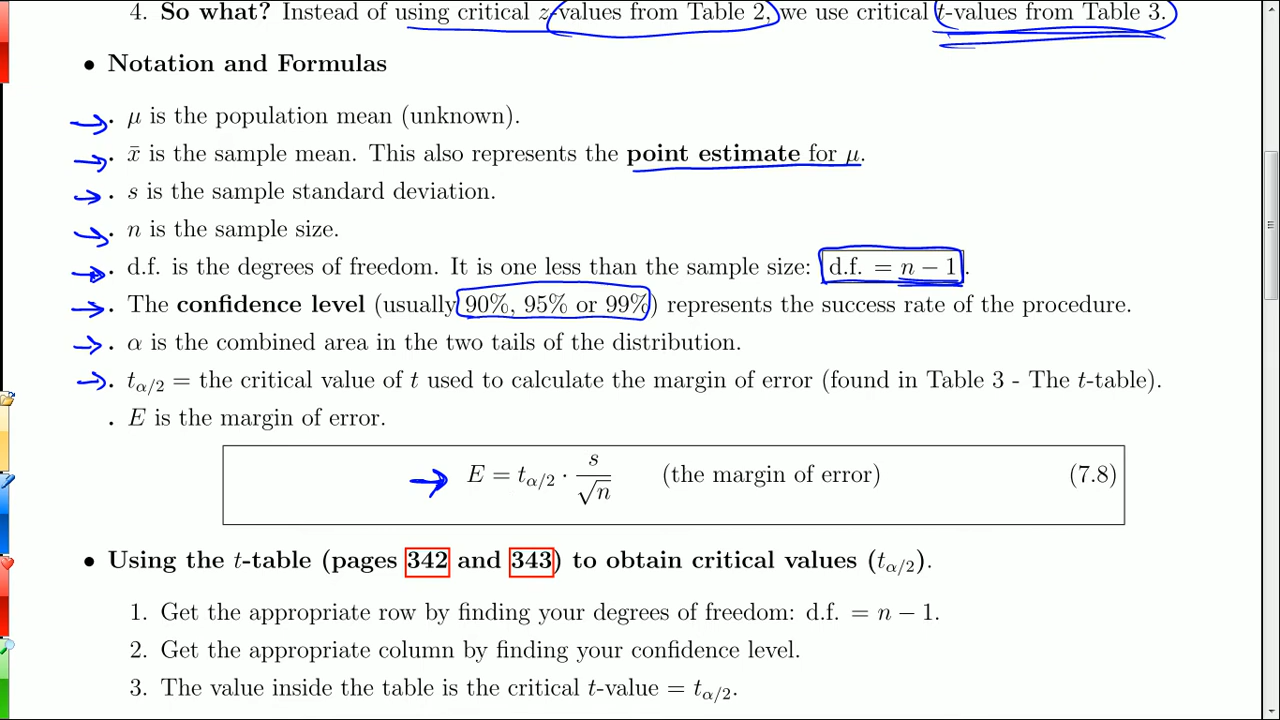 4. So what? Instead of using critical z-values from Table 2, we use critical t-values from Table 3.
• Notation and Formulas
. μ is the population mean (unknown).
. x̄ is the sample mean. This also represents the point estimate for μ.
. s is the sample standard deviation.
. n is the sample size.
. d.f. is the degrees of freedom. It is one less than the sample size: d.f. = n − 1.
. The confidence level (usually 90%, 95% or 99%) represents the success rate of the procedure.
. α is the combined area in the two tails of the distribution.
. t_{α/2} = the critical value of t used to calculate the margin of error (found in Table 3 - The t-table).
. E is the margin of error.
E = t_{α/2} · s/√n (the margin of error) (7.8)
• Using the t-table (pages 342 and 343) to obtain critical values (t_{α/2}).
1. Get the appropriate row by finding your degrees of freedom: d.f. = n − 1.
2. Get the appropriate column by finding your confidence level.
3. The value inside the table is the critical t-value = t_{α/2}.